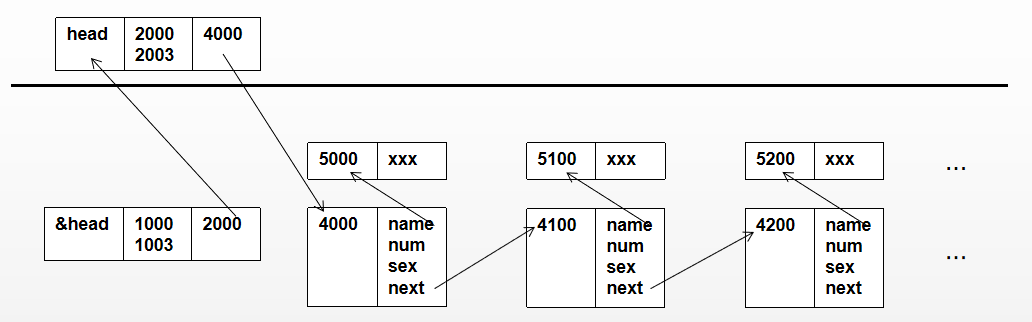 head 2000 4000
2003
5000 xxx 5100 xxx 5200 xxx ...
&head 1000 2000 4000 name 4100 name 4200 name
1003 num num num
sex sex sex ...
next next next